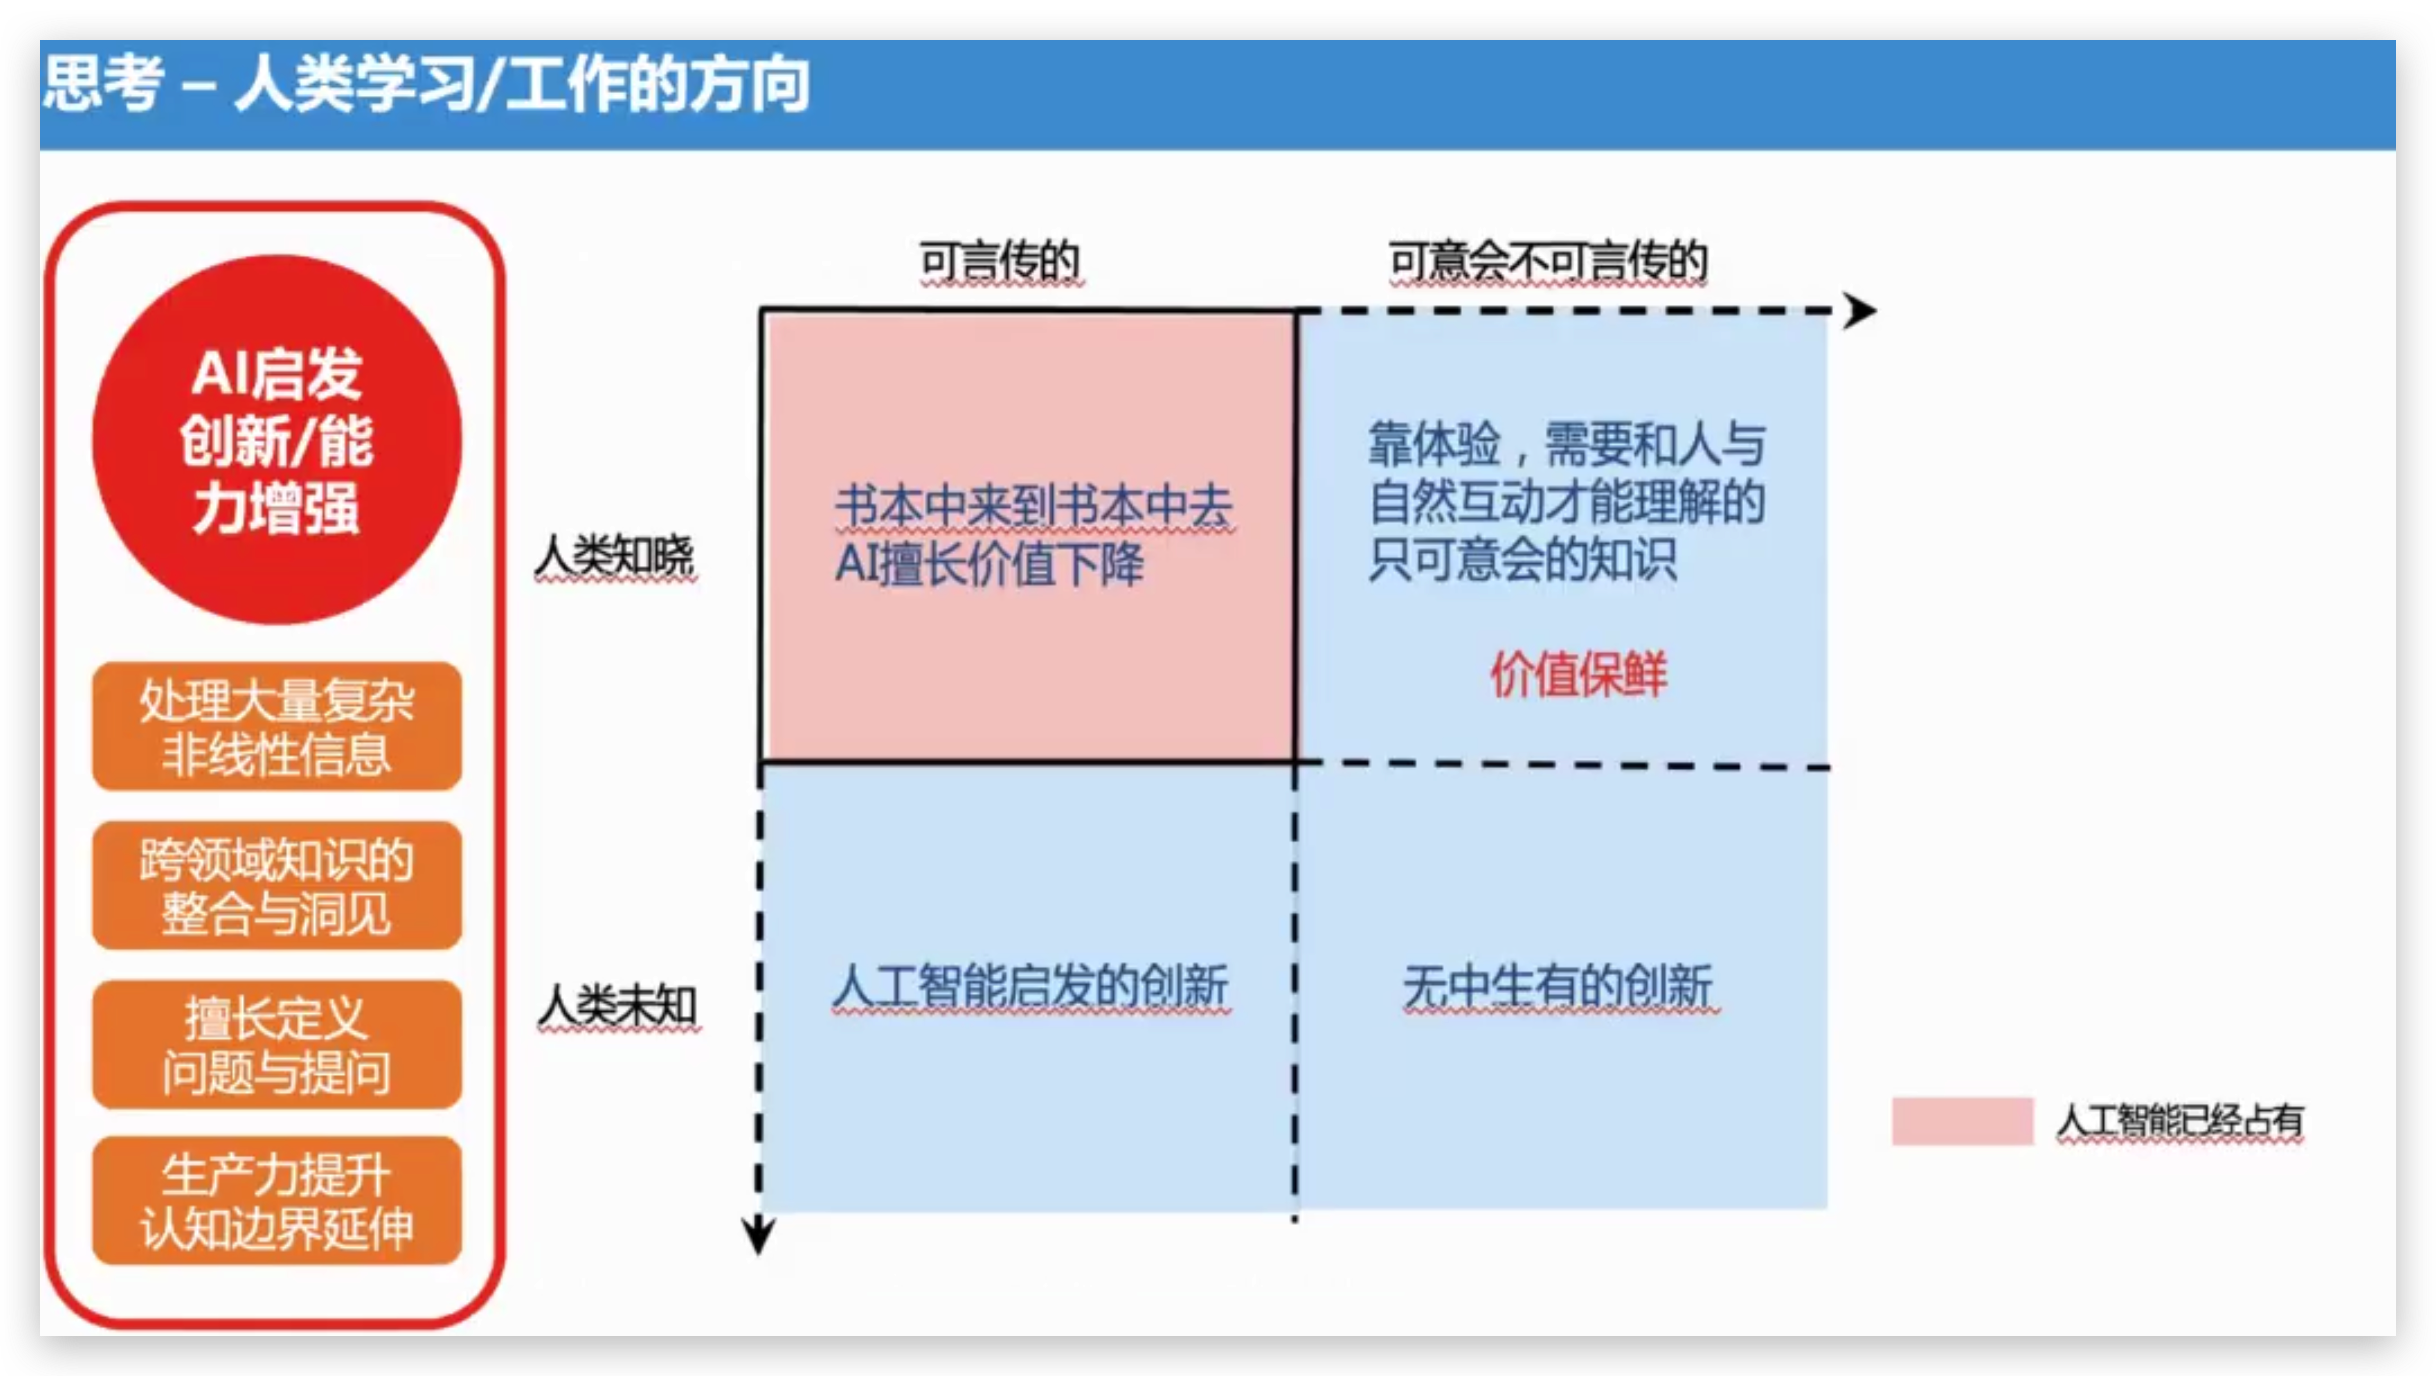 思考 – 人类学习/工作的方向
AI启发
创新/能
力增强
处理大量复杂
非线性信息
跨领域知识的
整合与洞见
擅长定义
问题与提问
生产力提升
认知边界延伸
可言传的
可意会不可言传的
人类知晓
书本中来到书本中去
AI擅长价值下降
靠体验，需要和人与
自然互动才能理解的
只可意会的知识
价值保鲜
人类未知
人工智能启发的创新
无中生有的创新
人工智能已经占有